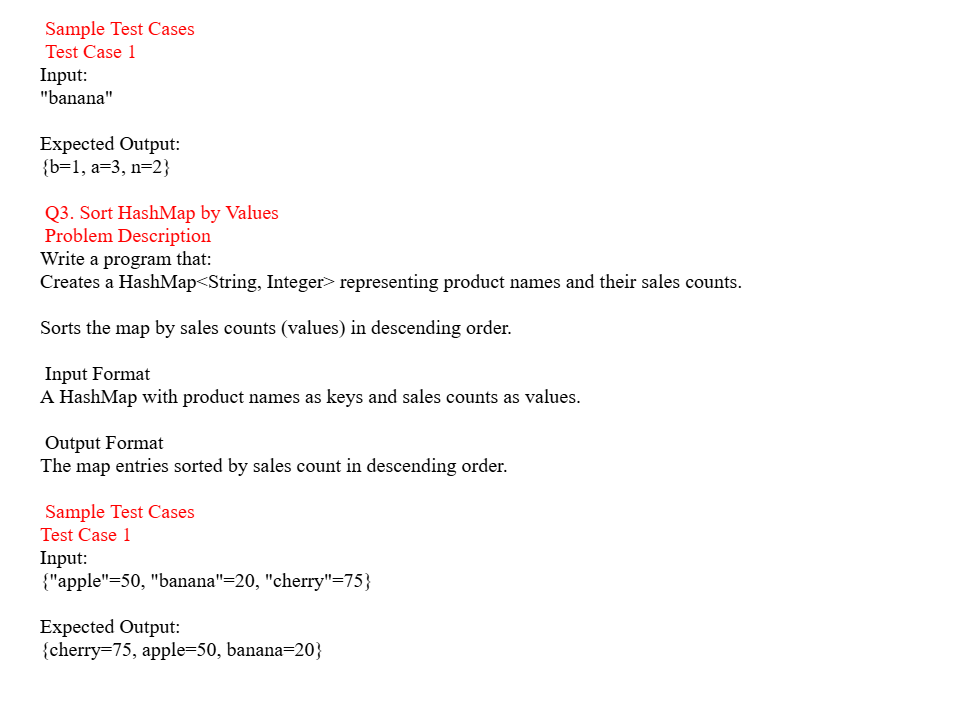 Sample Test Cases
Test Case 1
Input:
"banana"
Expected Output:
{b=1, a=3, n=2}
Q3. Sort HashMap by Values
Problem Description
Write a program that:
Creates a HashMap<String, Integer> representing product names and their sales counts.
Sorts the map by sales counts (values) in descending order.
Input Format
A HashMap with product names as keys and sales counts as values.
Output Format
The map entries sorted by sales count in descending order.
Sample Test Cases
Test Case 1
Input:
{"apple"=50, "banana"=20, "cherry"=75}
Expected Output:
{cherry=75, apple=50, banana=20}